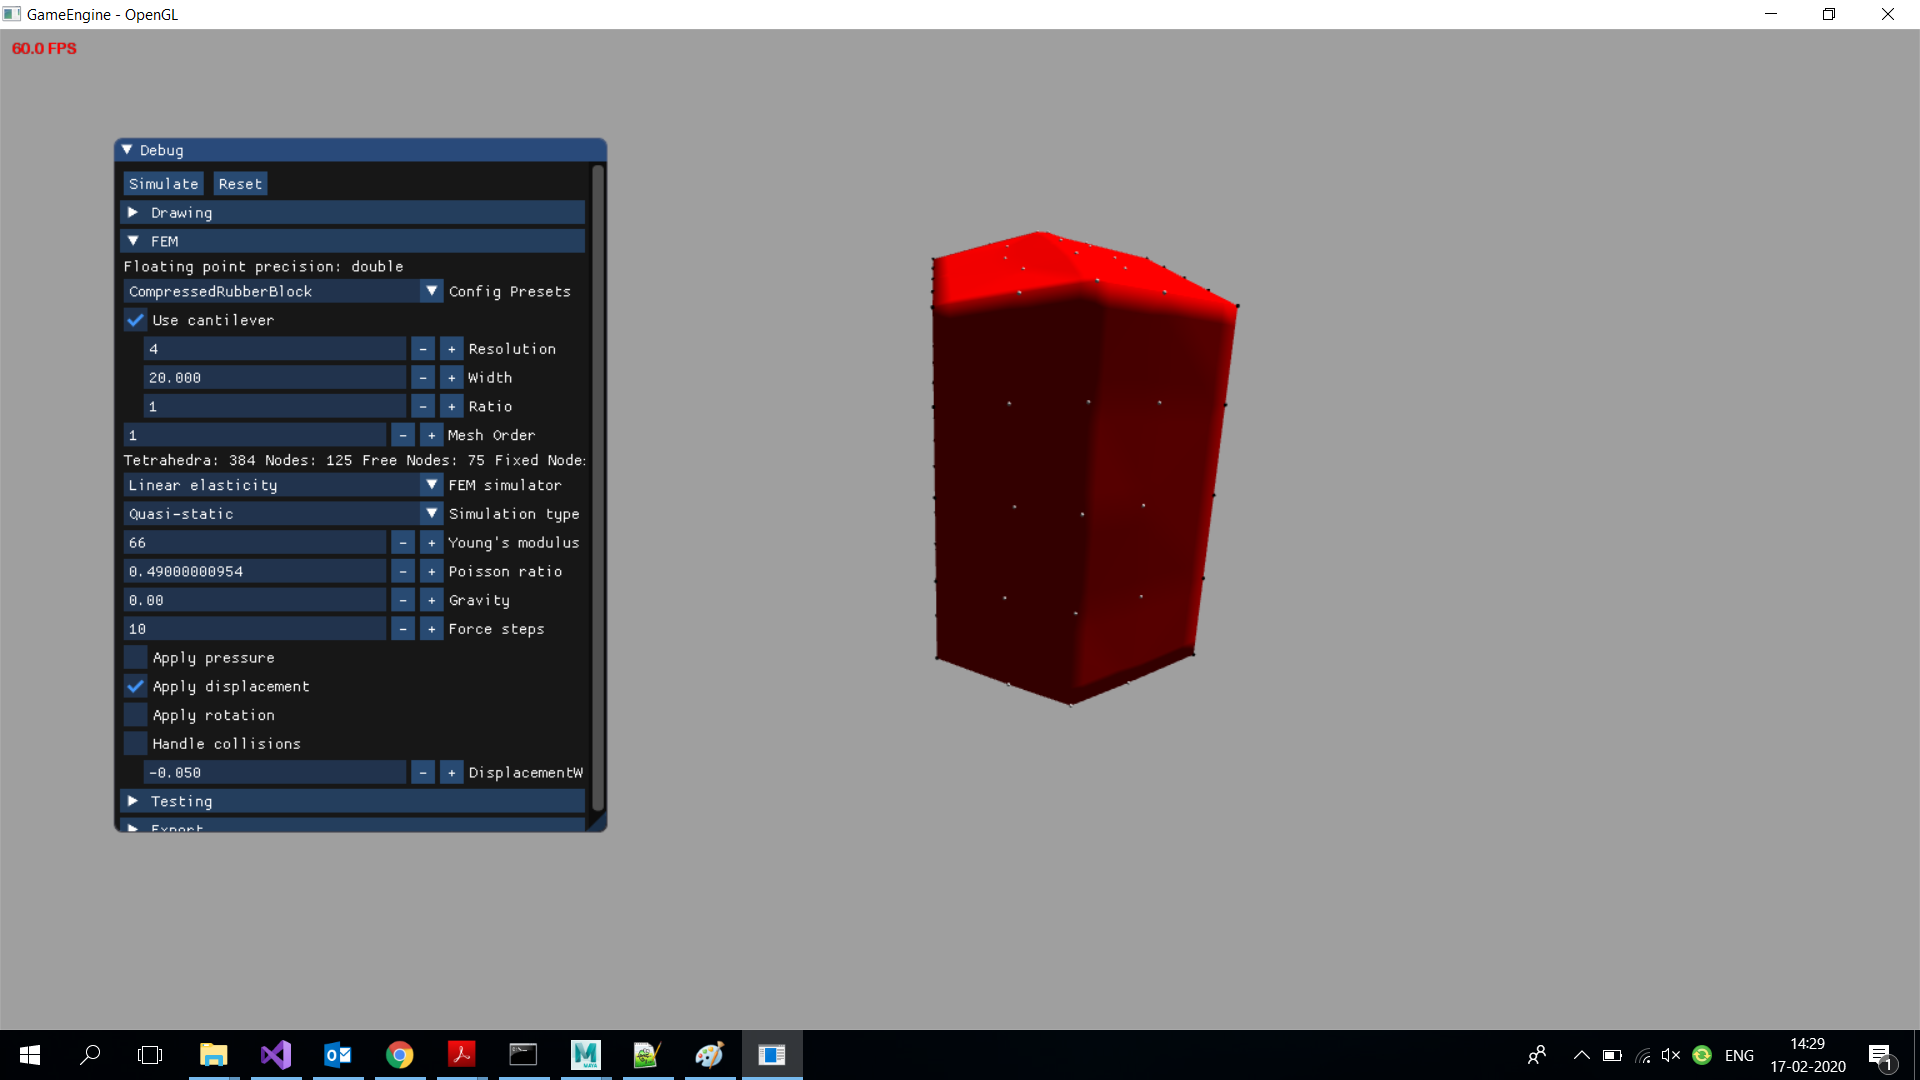 GameEngine - OpenGL
60.0 FPS
Debug
Simulate Reset
Drawing
FEM
Floating point precision: double
CompressedRubberBlock Config Presets
Use cantilever
4 - + Resolution
20.000 - + Width
1 - + Ratio
1 - + Mesh Order
Tetrahedra: 384 Nodes: 125 Free Nodes: 75 Fixed Node:
Linear elasticity FEM simulator
Quasi-static Simulation type
66 - + Young's modulus
0.49000000954 - + Poisson ratio
0.00 - + Gravity
10 - + Force steps
Apply pressure
Apply displacement
Apply rotation
Handle collisions
-0.050 - + DisplacementW
Testing
Export
ENG
14:29
17-02-2020
1